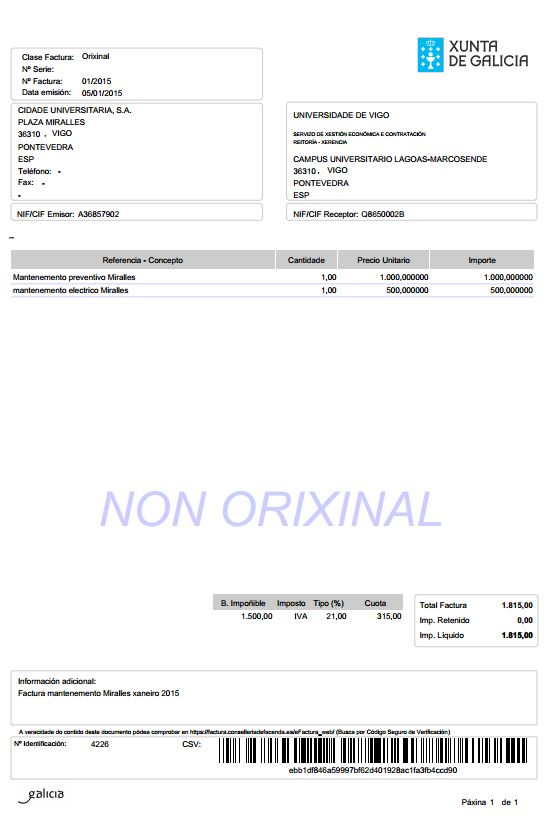 XUNTA
DE GALICIA
Clase Factura: Orixinal
Nº Serie:
Nº Factura: 01/2015
Data emisión: 05/01/2015
CIDADE UNIVERSITARIA, S.A.
PLAZA MIRALLES
36310 , VIGO
PONTEVEDRA
ESP
Teléfono: -
Fax: -
-
NIF/CIF Emisor: A36857902
UNIVERSIDADE DE VIGO
SERVIZO DE XESTIÓN ECONÓMICA E CONTRATACIÓN
REITORÍA - XERENCIA
CAMPUS UNIVERSITARIO LAGOAS-MARCOSENDE
36310 , VIGO
PONTEVEDRA
ESP
NIF/CIF Receptor: Q8650002B
–
Referencia - Concepto Cantidade Precio Unitario Importe
Mantenemento preventivo Miralles 1,00 1.000,000000 1.000,000000
mantenemento electrico Miralles 1,00 500,000000 500,000000
NON ORIXINAL
B. Impoñible Imposto Tipo (%) Cuota
1.500,00 IVA 21,00 315,00
Total Factura 1.815,00
Imp. Retenido 0,00
Imp. Líquido 1.815,00
Información adicional:
Factura mantenemento Miralles xaneiro 2015
A veracidade do contido deste documento pódea comprobar en https://factura.conselleriadefacenda.es/eFactura_web/ (Busca por Código Seguro de Verificación)
Nº Identificación: 4226 CSV:
ebb1df846a59997bf62d401928ac1fa3fb4ccd90
galicia
Páxina 1 de 1